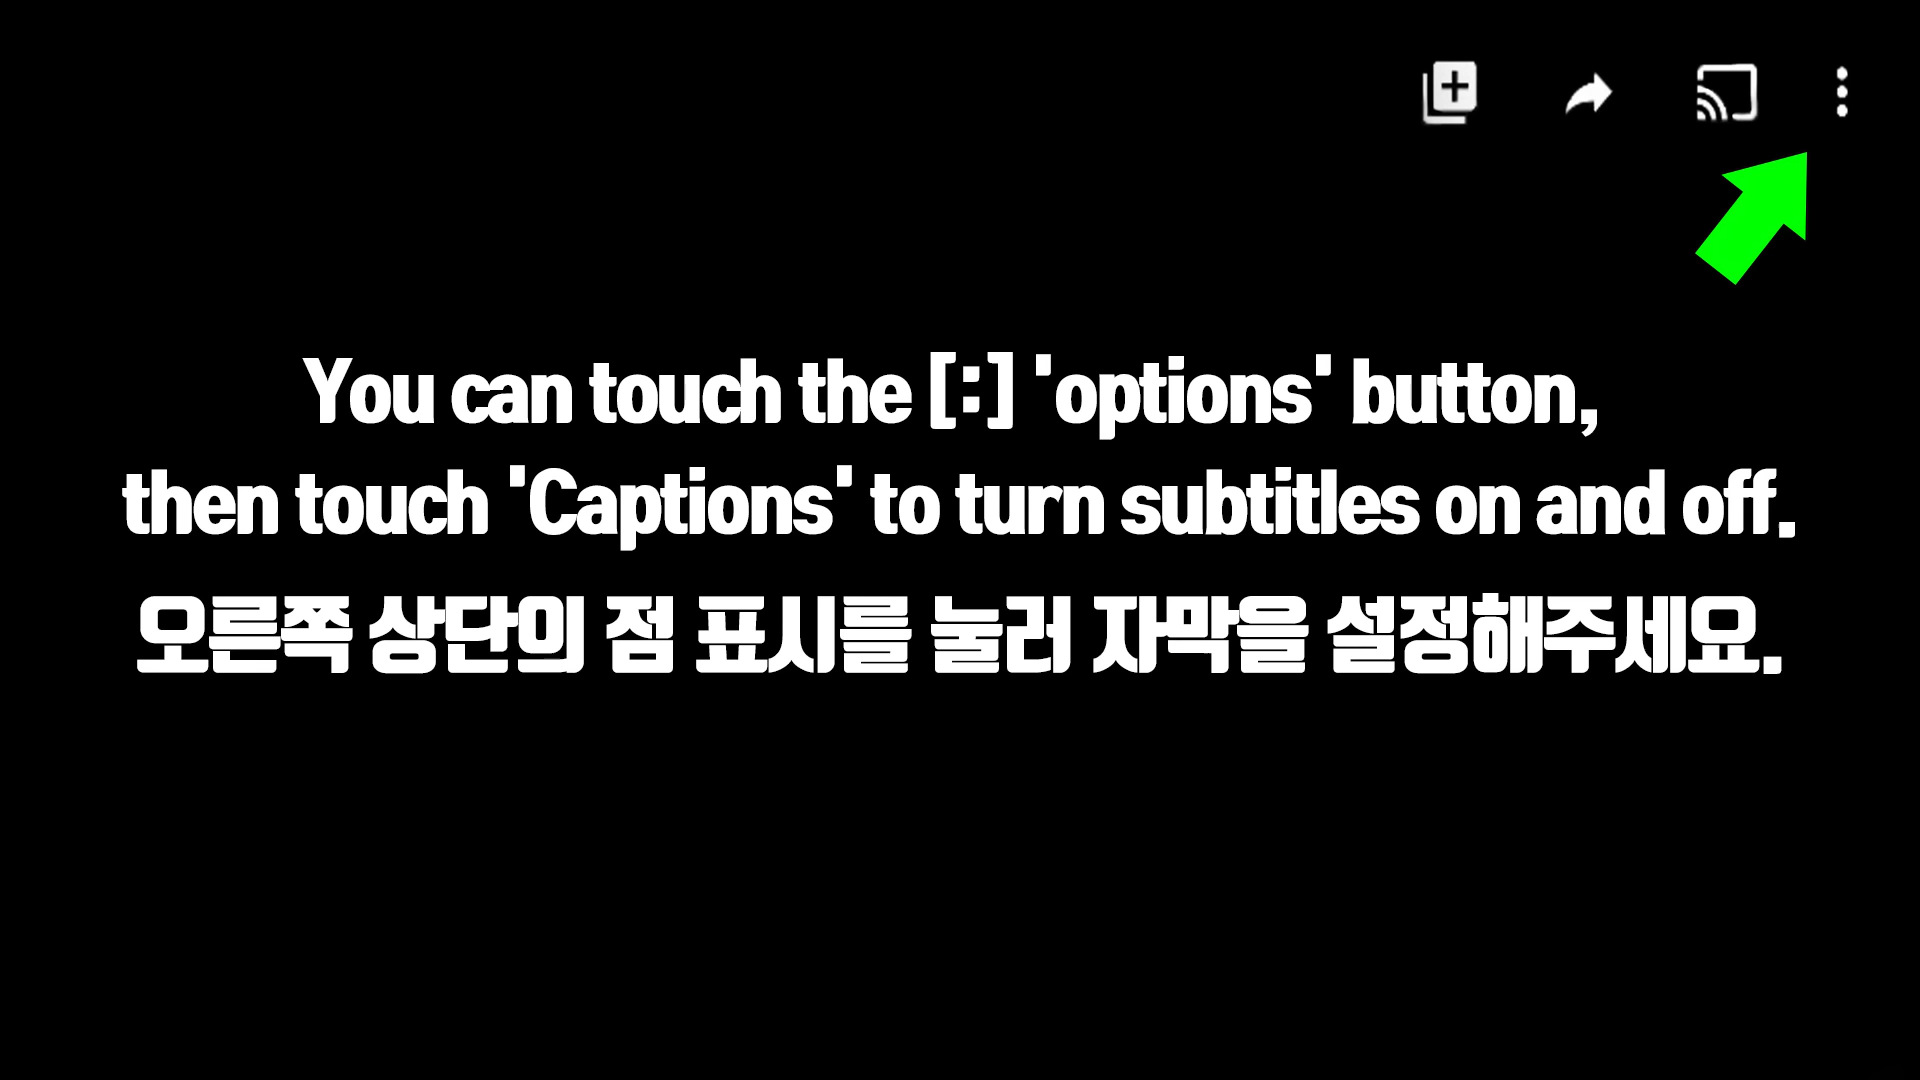 You can touch the [:] 'options' button,
then touch 'Captions' to turn subtitles on and off.
오른쪽 상단의 점 표시를 눌러 자막을 설정해주세요.